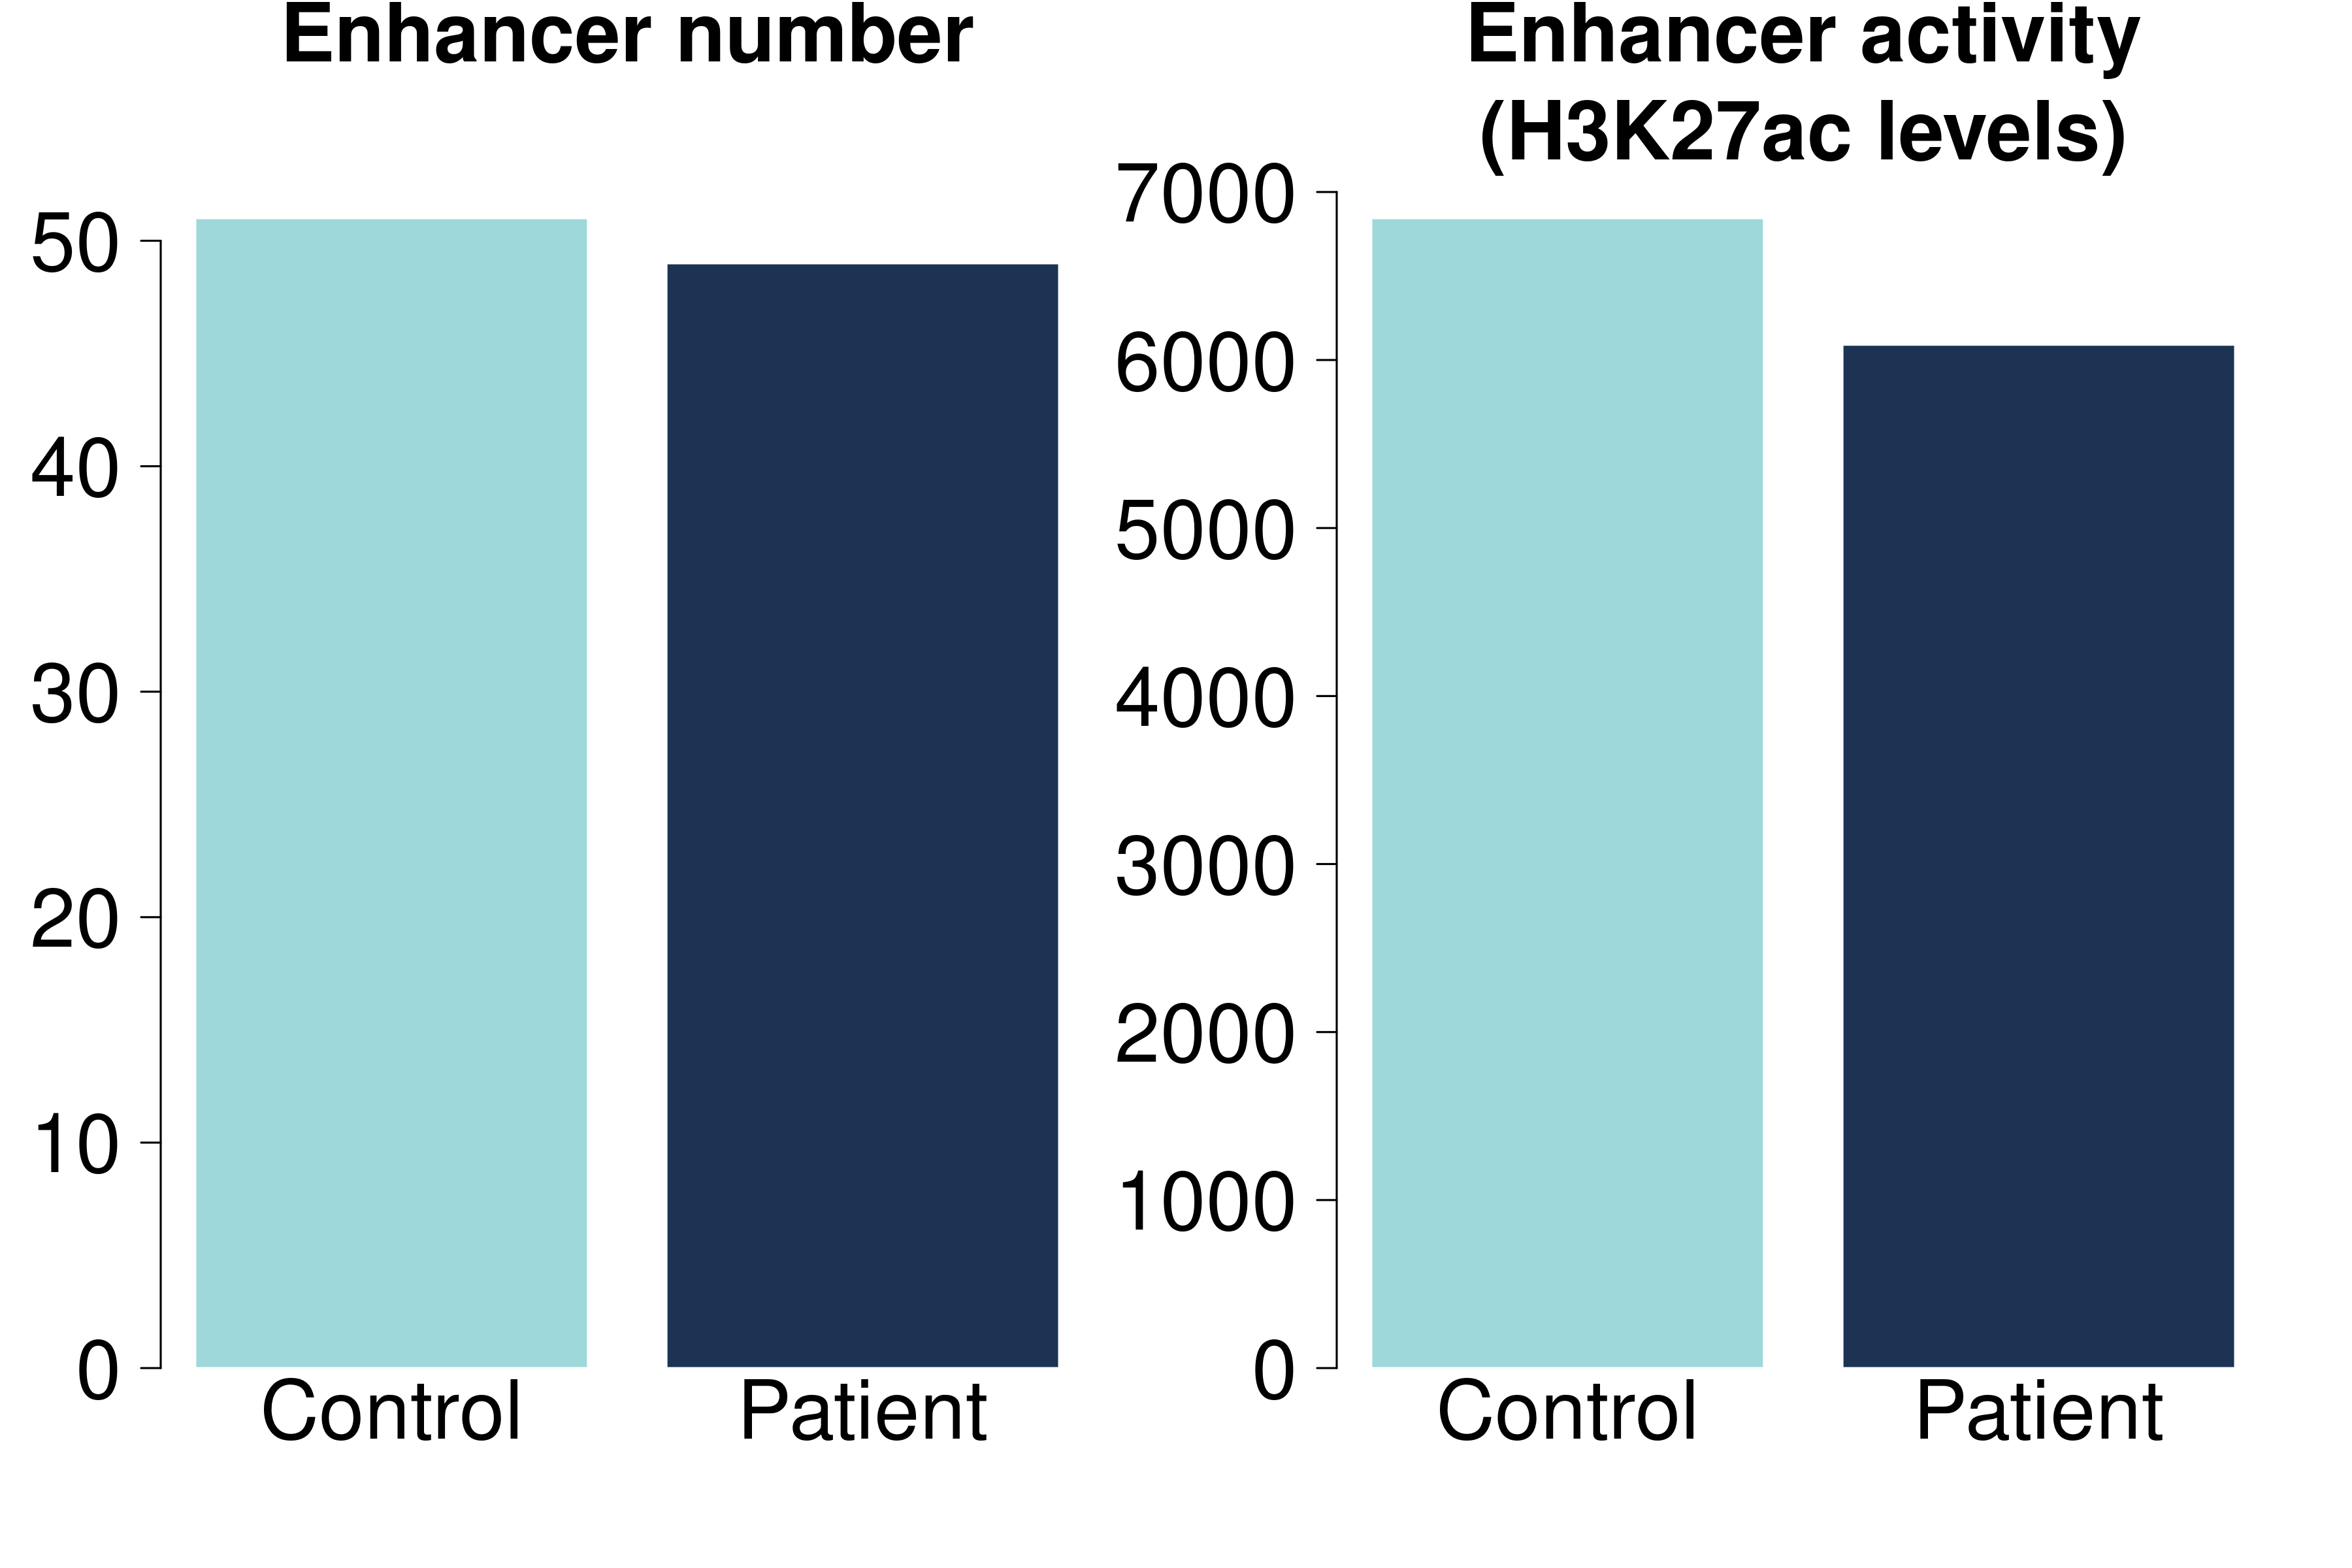 Enhancer number
50
40
30
20
10
0
Control Patient
Enhancer activity
(H3K27ac levels)
7000
6000
5000
4000
3000
2000
1000
0
Control Patient